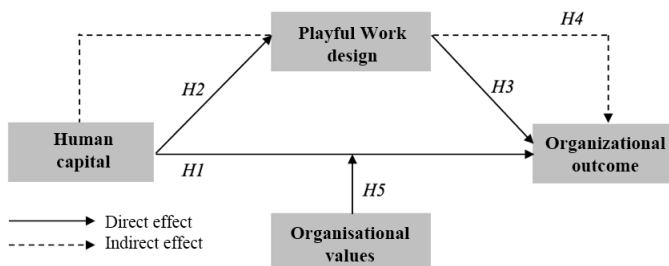 Playful Work
design
H4
H2
H3
Human
capital
H1
Organizational
outcome
H5
Direct effect
Indirect effect
Organisational
values